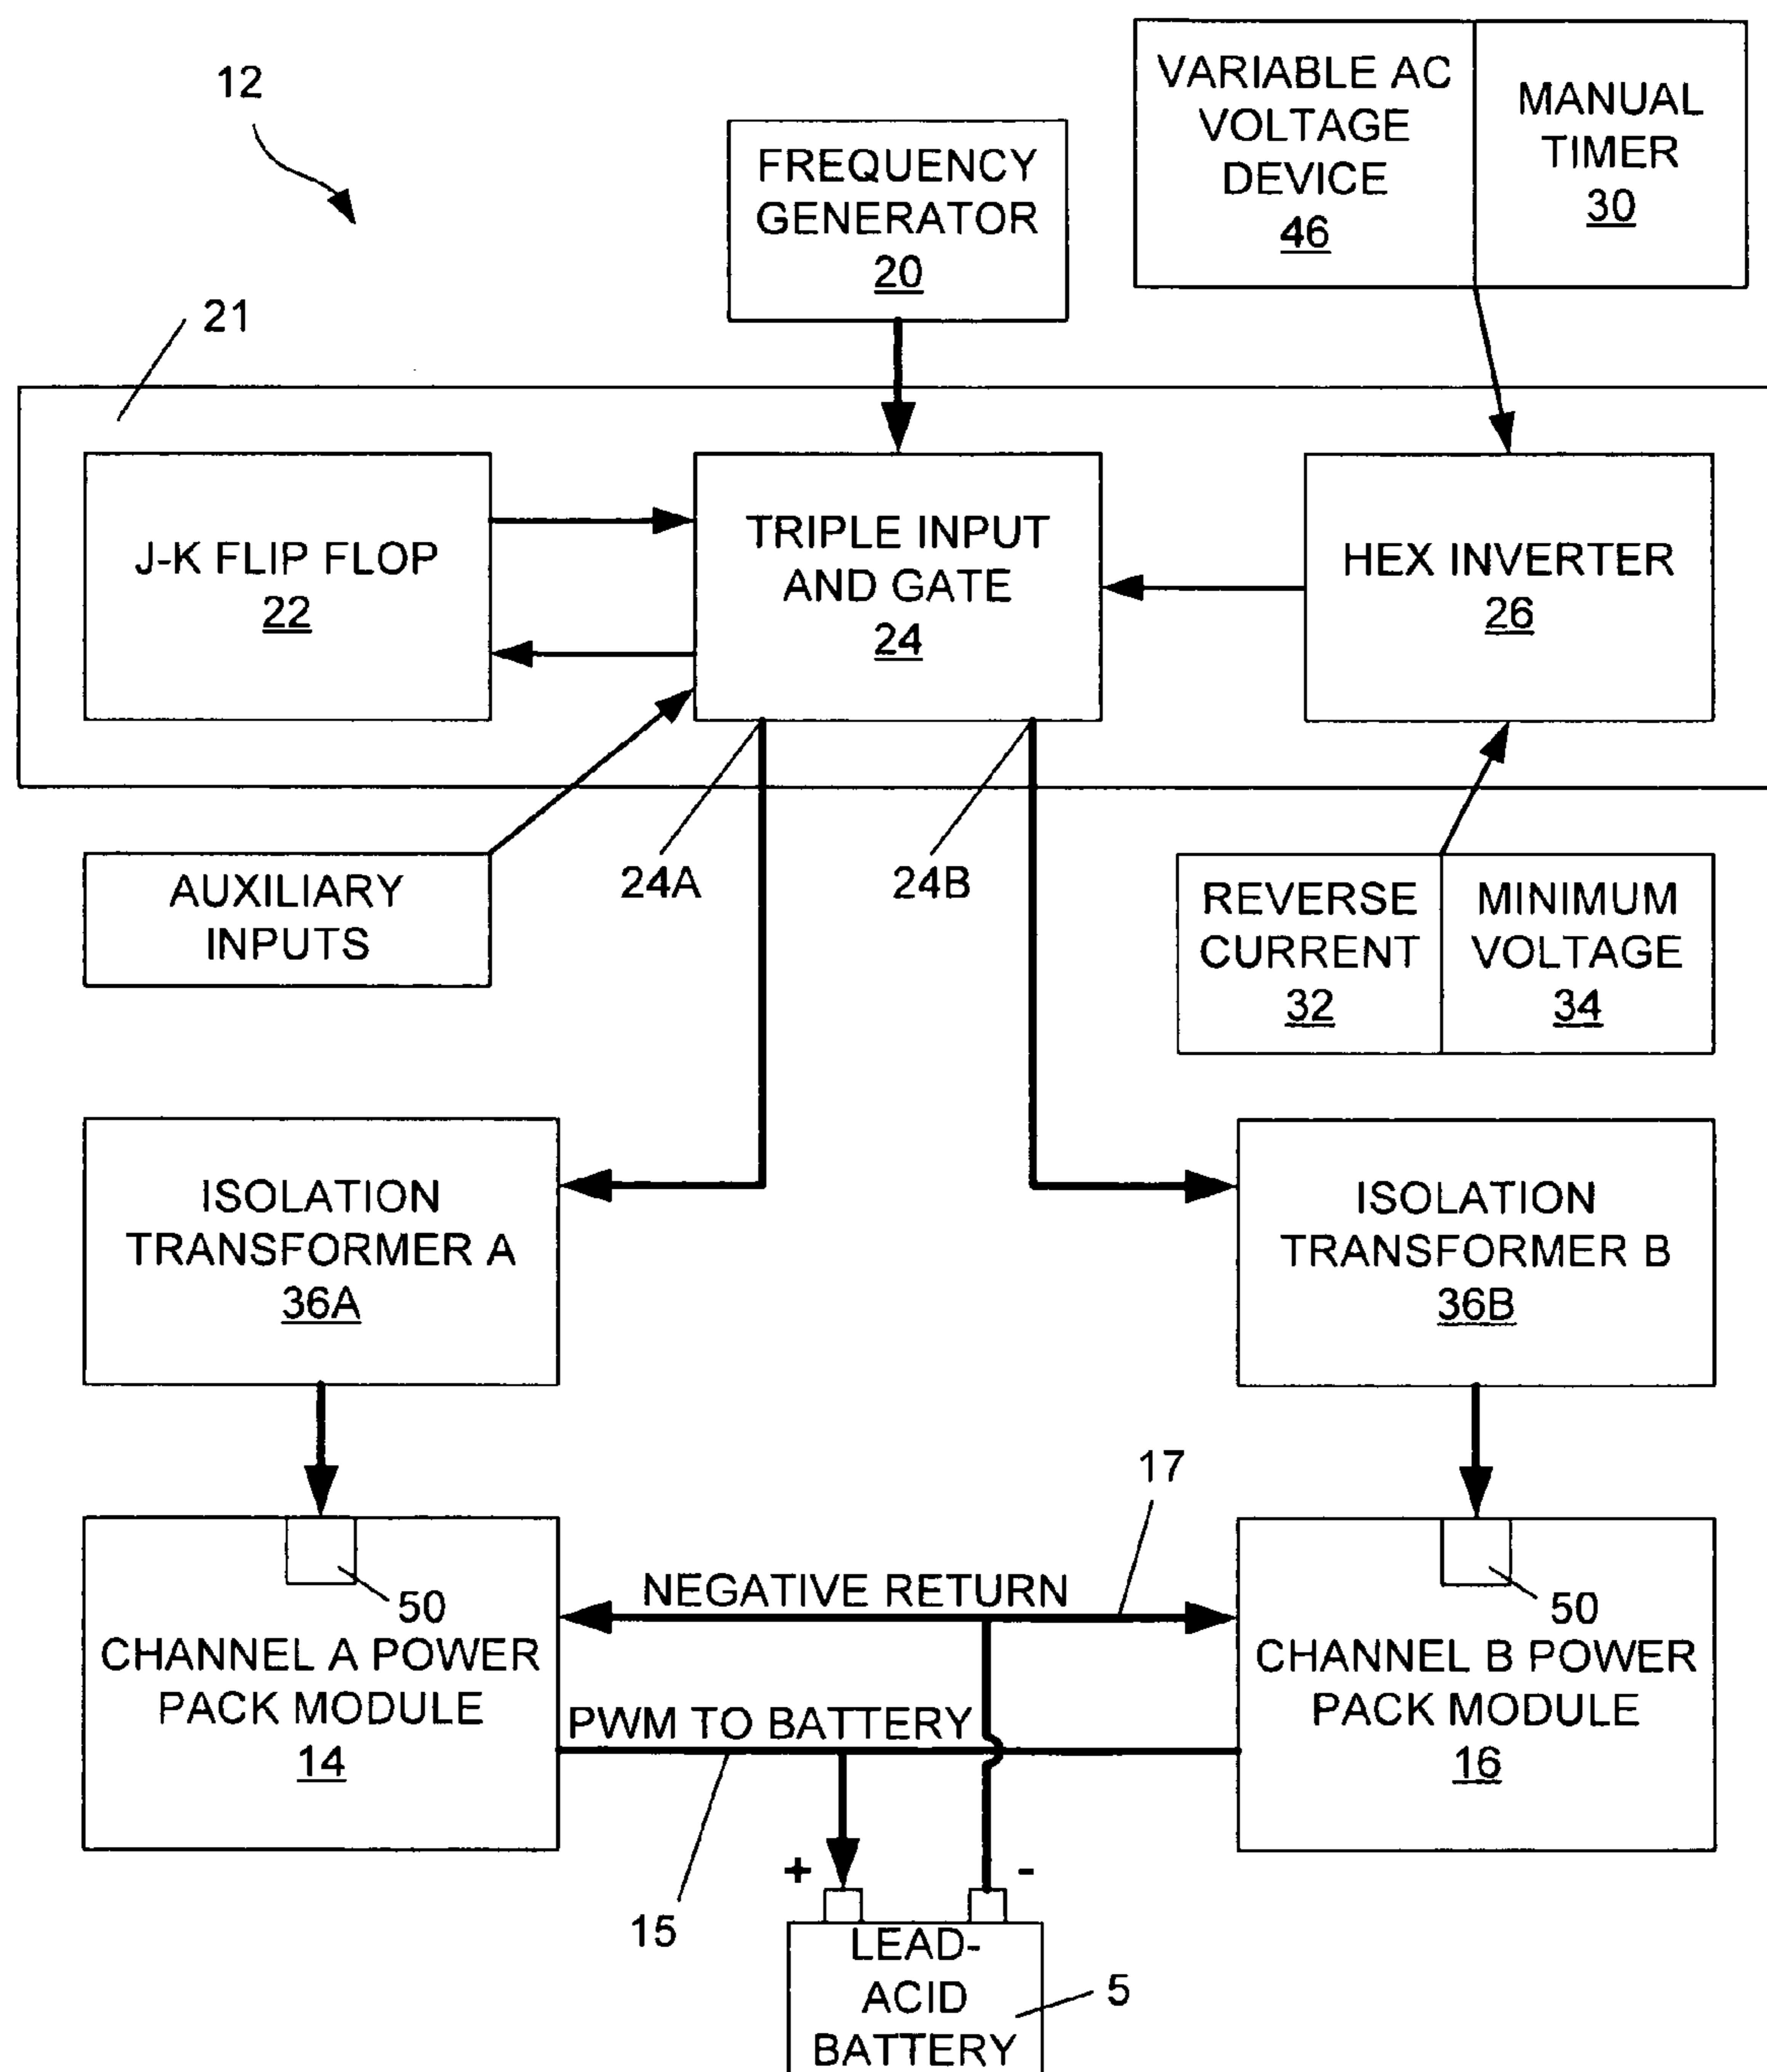 12
VARIABLE AC
VOLTAGE
DEVICE
46
MANUAL
TIMER
30
FREQUENCY
GENERATOR
20
21
J-K FLIP FLOP
22
TRIPLE INPUT
AND GATE
24
HEX INVERTER
26
AUXILIARY
INPUTS
24A
24B
REVERSE
CURRENT
32
MINIMUM
VOLTAGE
34
ISOLATION
TRANSFORMER A
36A
ISOLATION
TRANSFORMER B
36B
17
50
CHANNEL A POWER
PACK MODULE
14
NEGATIVE RETURN
PWM TO BATTERY
50
CHANNEL B POWER
PACK MODULE
16
+
-
15
LEAD-
ACID
BATTERY
5